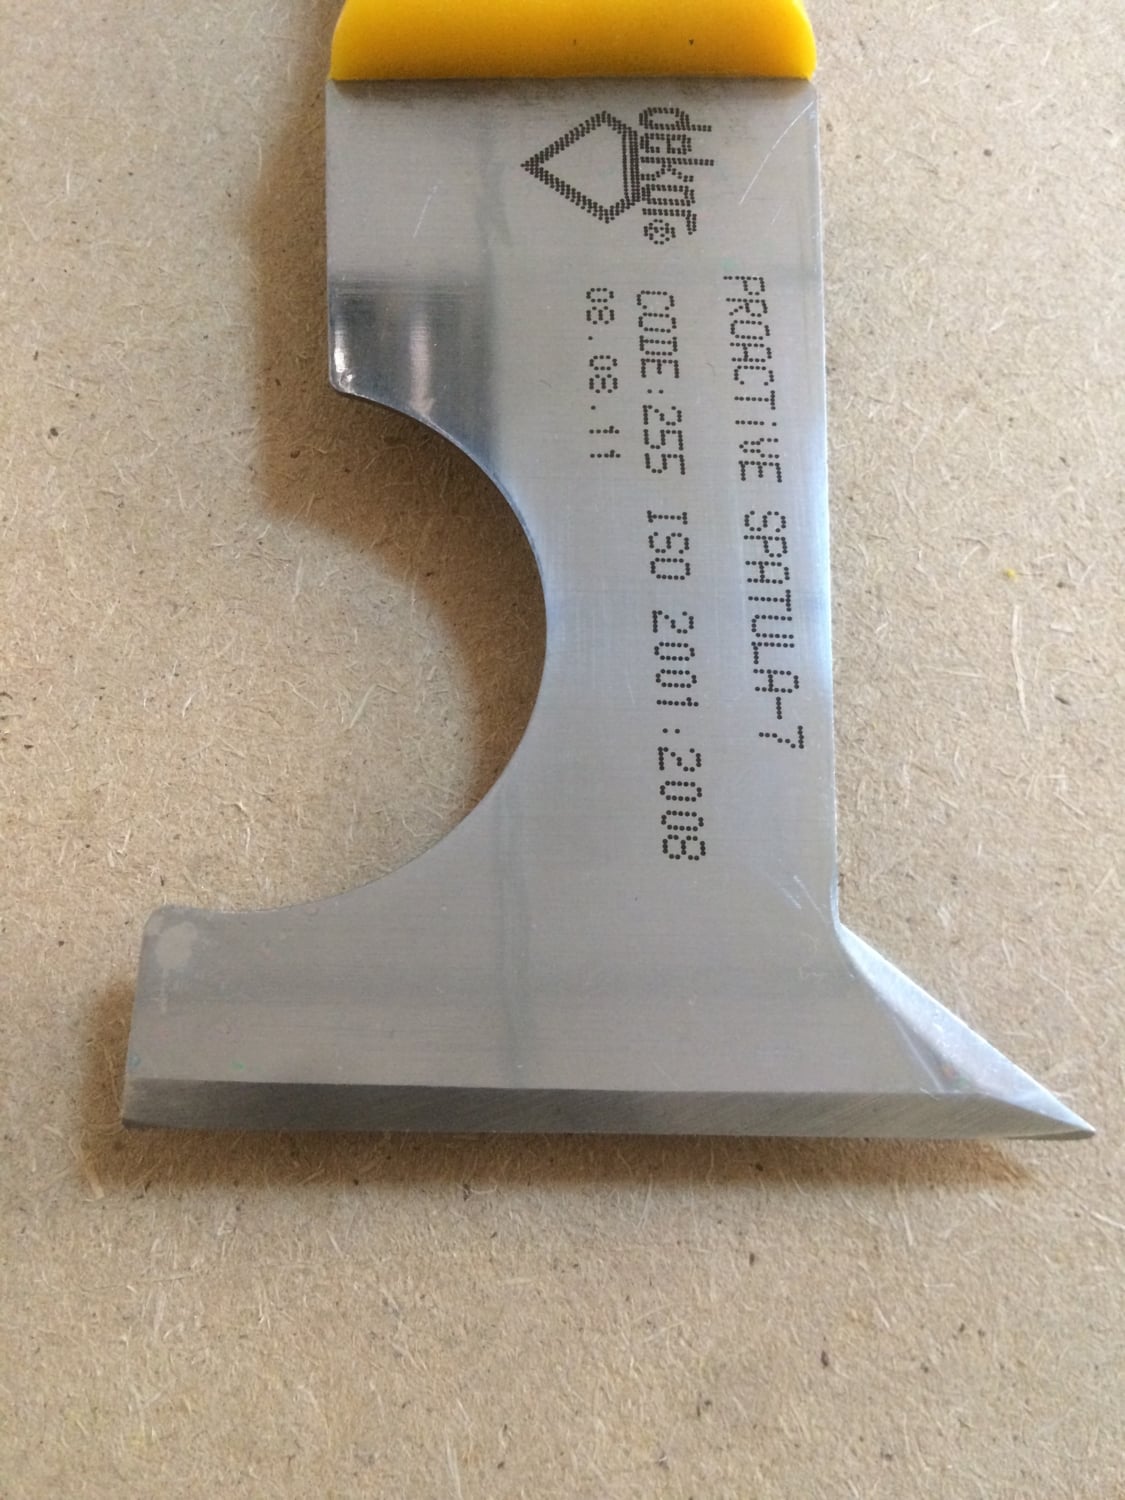 dekor®
PROACTIVE SPATULA-7
CODE:255 ISO 2001:2008
08.08.11